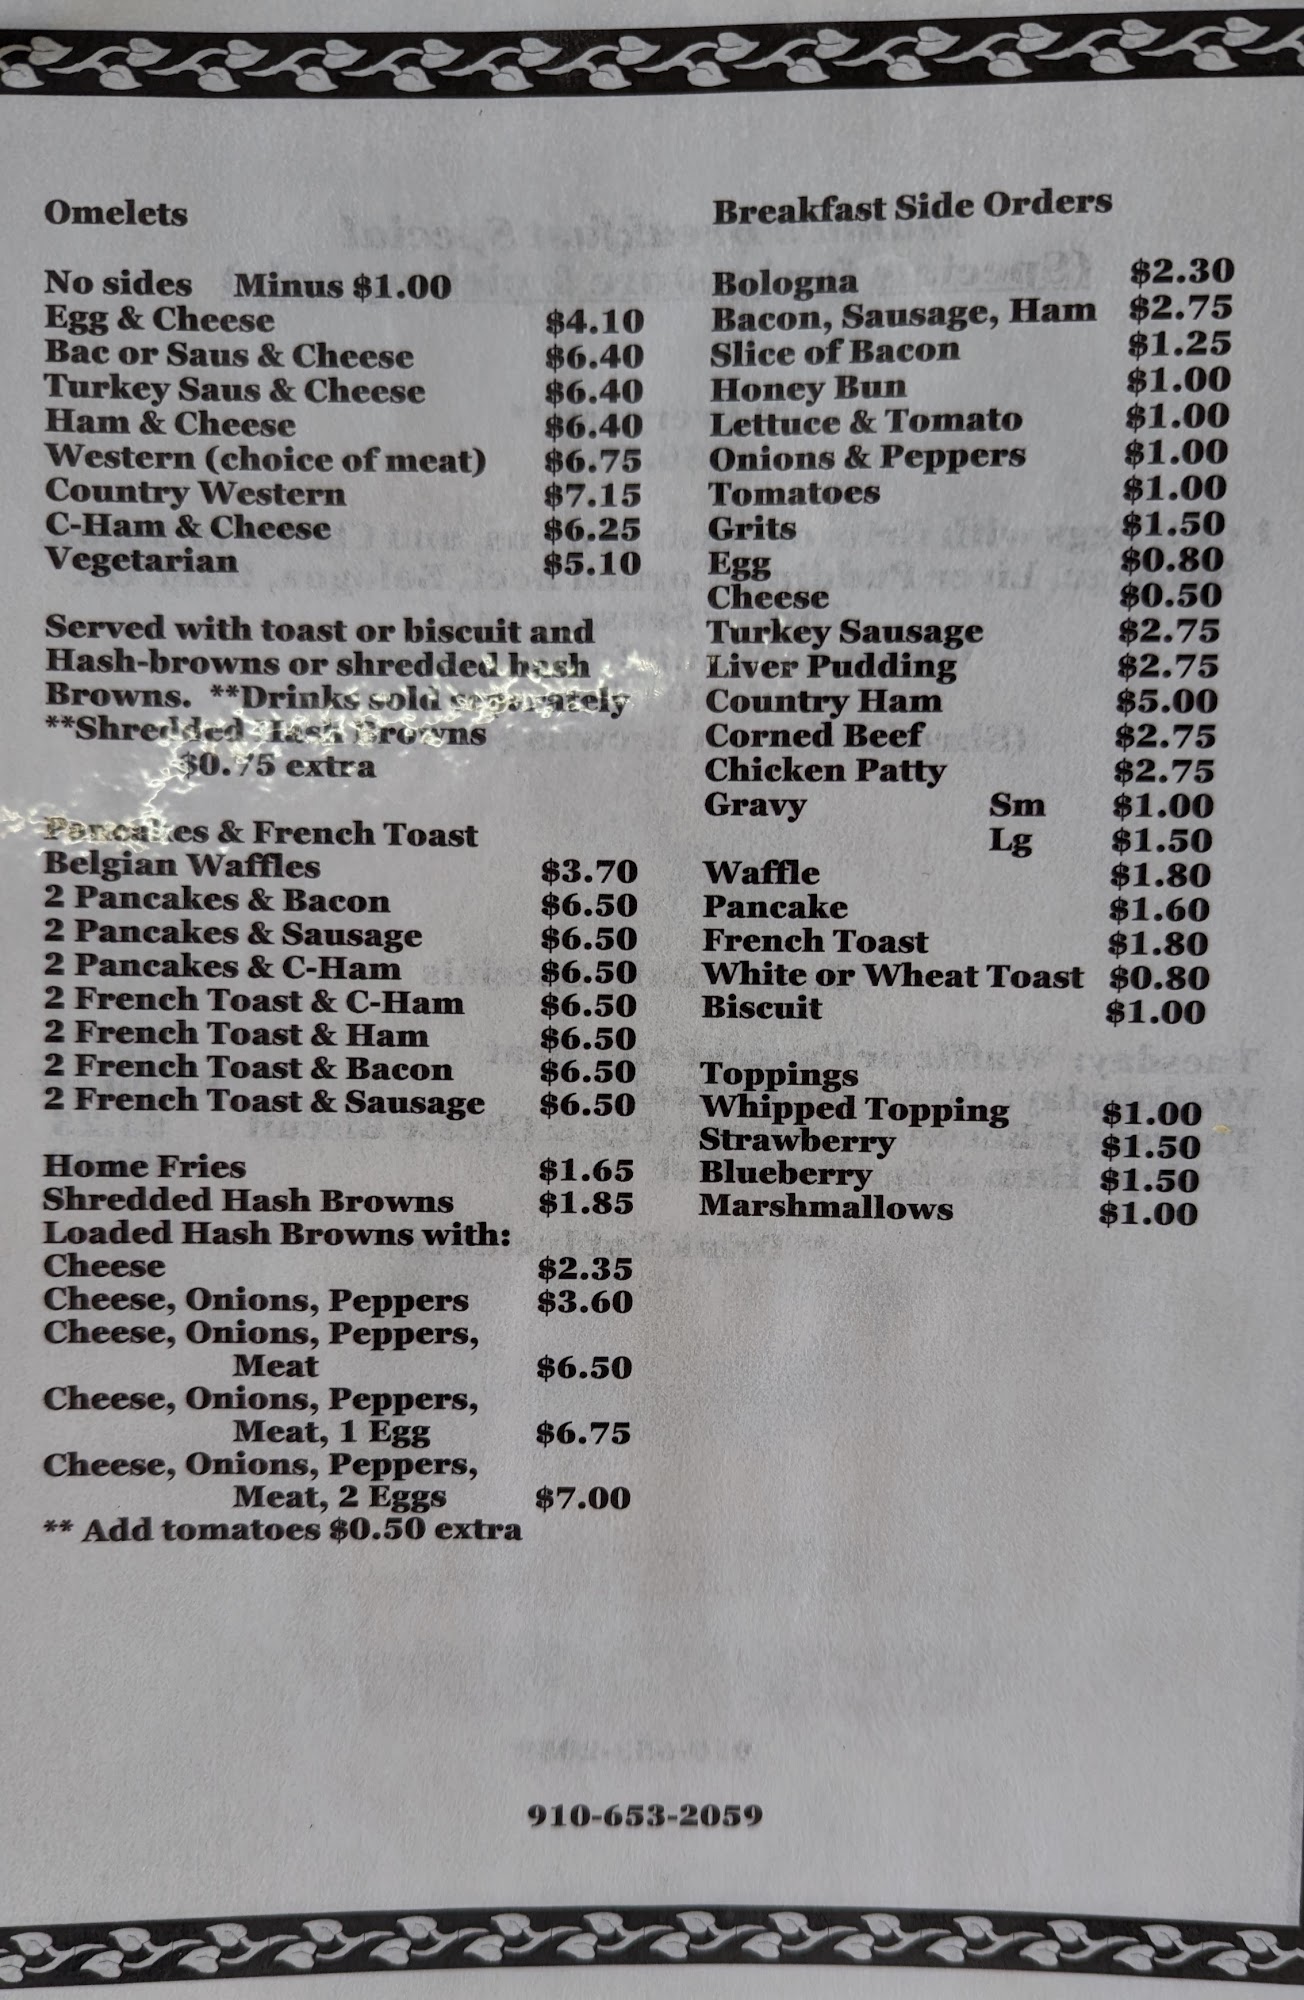 Omelets
No sides Minus $1.00
Egg & Cheese $4.10
Bac or Saus & Cheese $6.40
Turkey Saus & Cheese $6.40
Ham & Cheese $6.40
Western (choice of meat) $6.75
Country Western $7.15
C-Ham & Cheese $6.25
Vegetarian $5.10
Served with toast or biscuit and
Hash-browns or shredded hash
Browns. **Drinks sold separately
**Shredded Hash Browns
$0.75 extra
Pancakes & French Toast
Belgian Waffles $3.70
2 Pancakes & Bacon $6.50
2 Pancakes & Sausage $6.50
2 Pancakes & C-Ham $6.50
2 French Toast & C-Ham $6.50
2 French Toast & Ham $6.50
2 French Toast & Bacon $6.50
2 French Toast & Sausage $6.50
Home Fries $1.65
Shredded Hash Browns $1.85
Loaded Hash Browns with:
Cheese $2.35
Cheese, Onions, Peppers $3.60
Cheese, Onions, Peppers,
Meat $6.50
Cheese, Onions, Peppers,
Meat, 1 Egg $6.75
Cheese, Onions, Peppers,
Meat, 2 Eggs $7.00
** Add tomatoes $0.50 extra
Breakfast Side Orders
Bologna $2.30
Bacon, Sausage, Ham $2.75
Slice of Bacon $1.25
Honey Bun $1.00
Lettuce & Tomato $1.00
Onions & Peppers $1.00
Tomatoes $1.00
Grits $1.50
Egg $0.80
Cheese $0.50
Turkey Sausage $2.75
Liver Pudding $2.75
Country Ham $5.00
Corned Beef $2.75
Chicken Patty $2.75
Gravy Sm $1.00
Lg $1.50
Waffle $1.80
Pancake $1.60
French Toast $1.80
White or Wheat Toast $0.80
Biscuit $1.00
Toppings
Whipped Topping $1.00
Strawberry $1.50
Blueberry $1.50
Marshmallows $1.00
910-653-2059